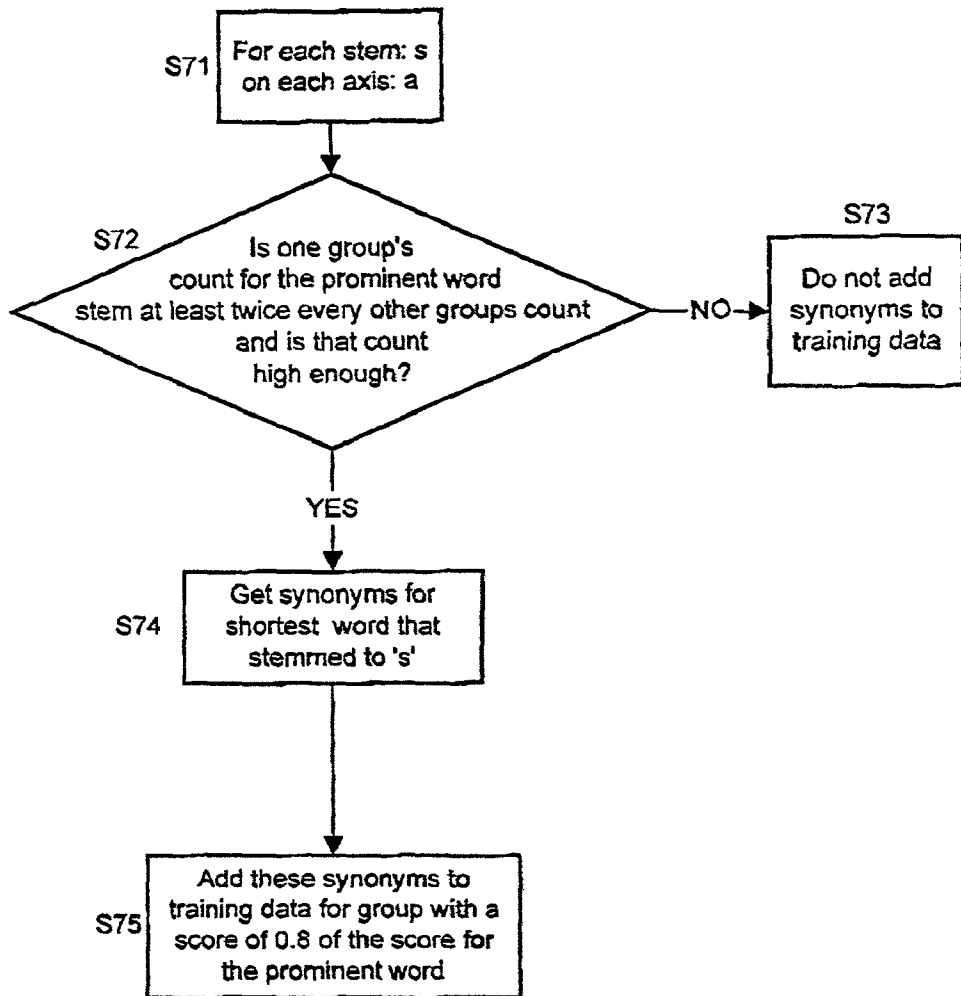 S71
For each stem: s
on each axis: a
S72
Is one group's
count for the prominent word
stem at least twice every other groups count
and is that count
high enough?
NO
S73
Do not add
synonyms to
training data
YES
S74
Get synonyms for
shortest word that
stemmed to 's'
S75
Add these synonyms to
training data for group with a
score of 0.8 of the score for
the prominent word